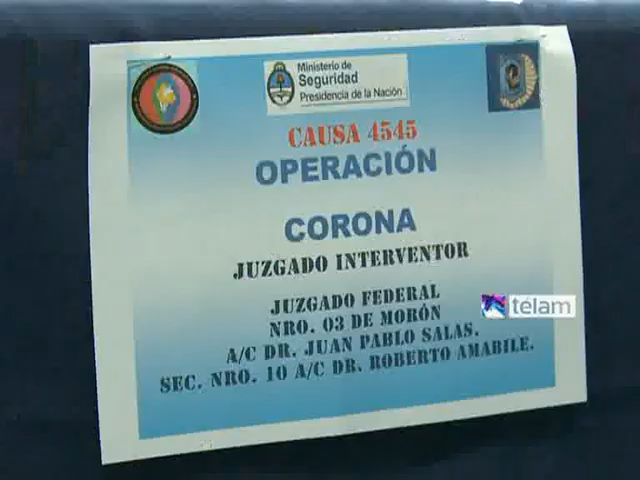 Ministerio de
Seguridad
Presidencia de la Nación
CAUSA 4545
OPERACIÓN
CORONA
JUZGADO INTERVENTOR
JUZGADO FEDERAL
NRO. 03 DE MORÓN
A/C DR. JUAN PABLO SALAS.
SEC. NRO. 10 A/C DR. ROBERTO AMABILE.
télam